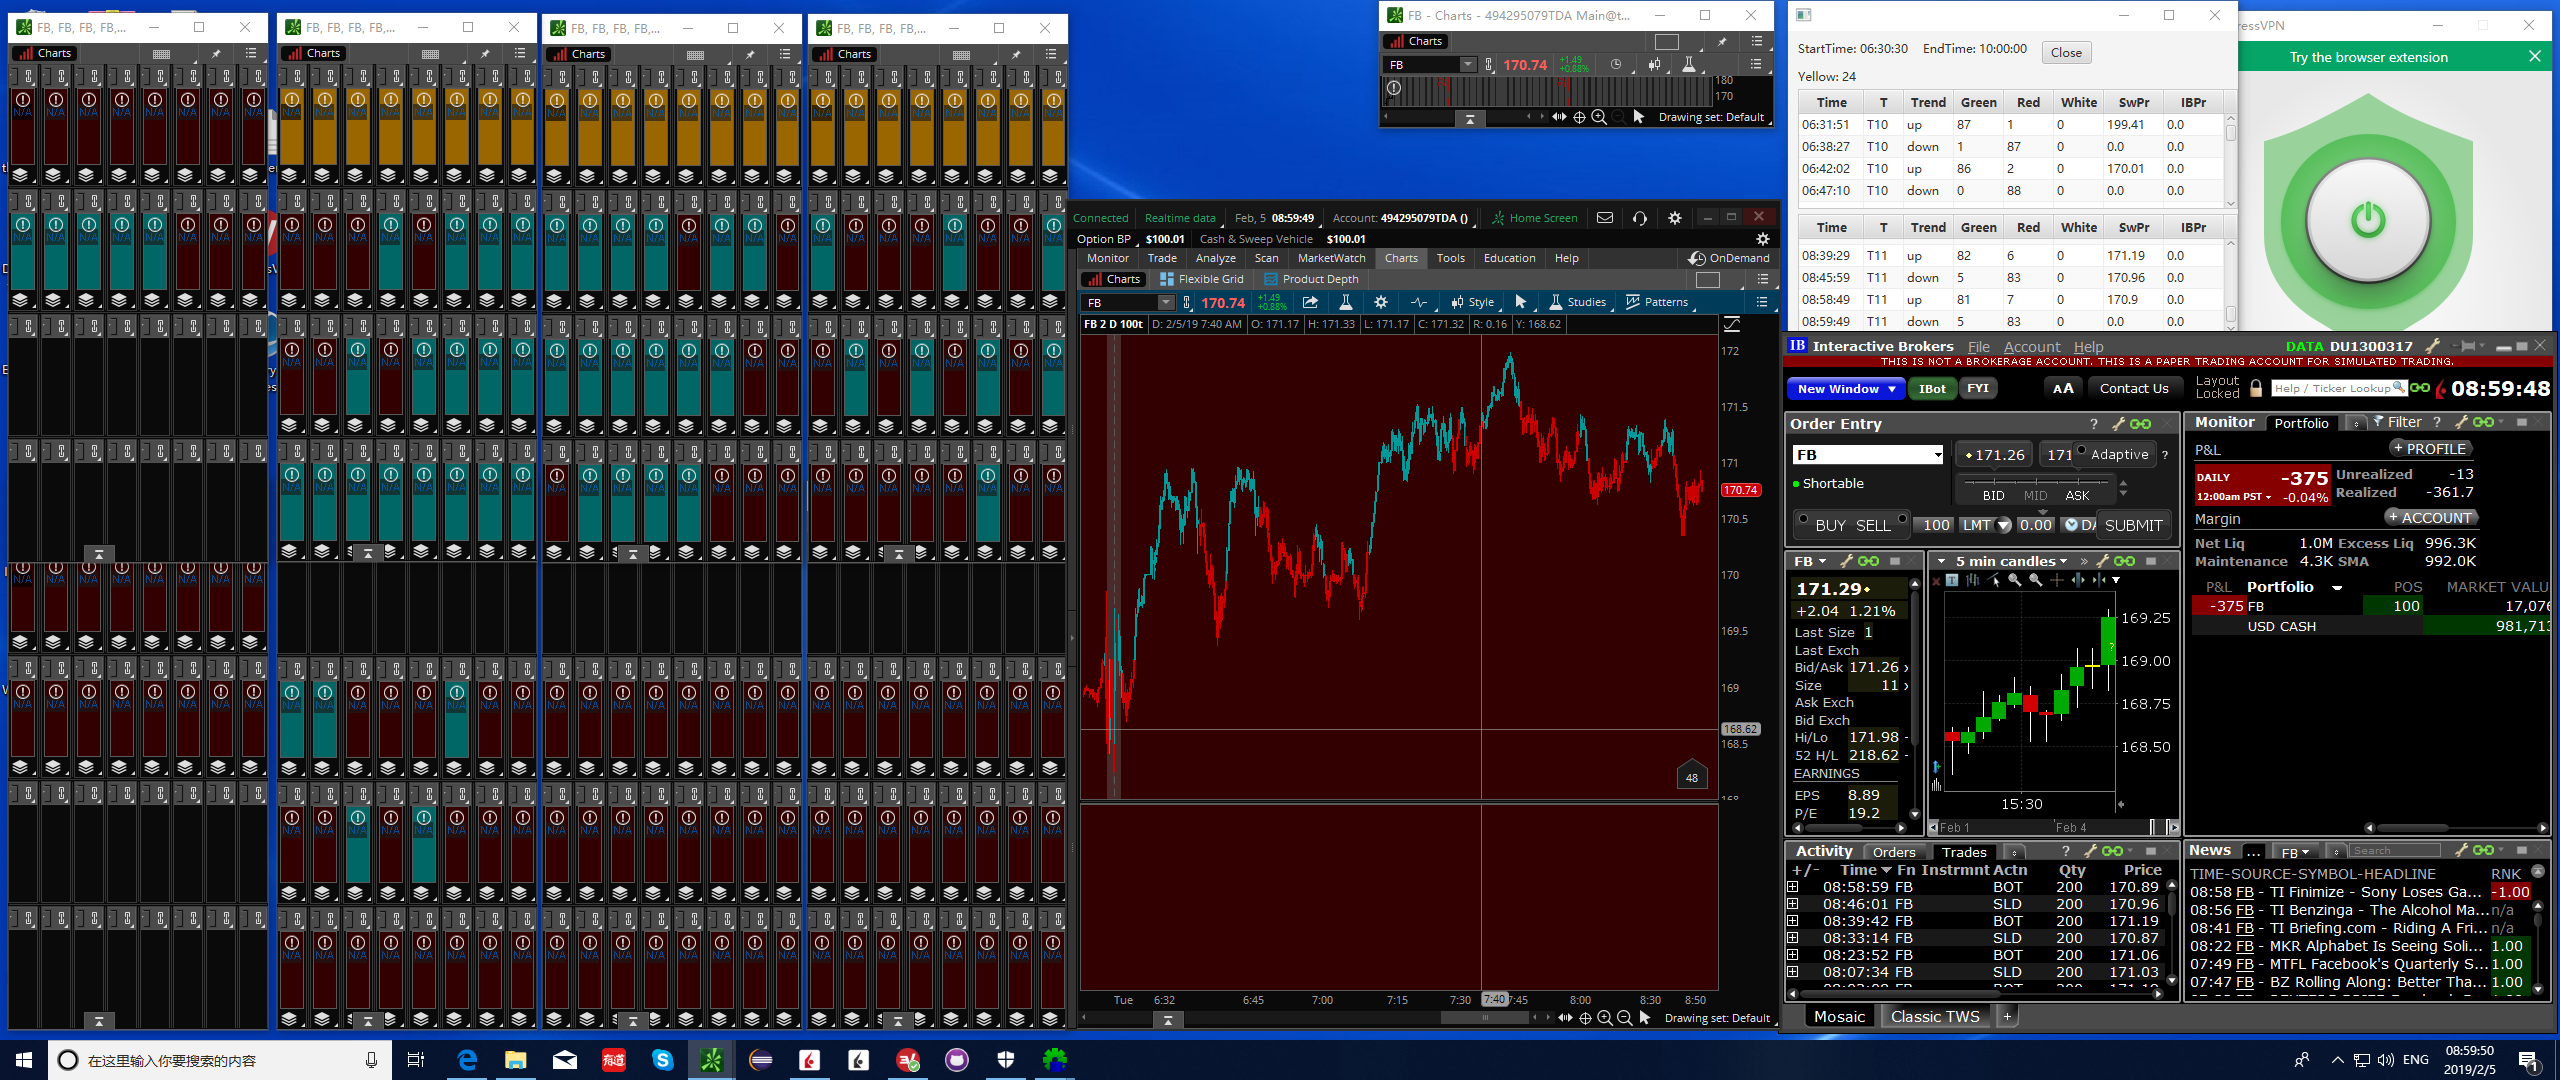 FB, FB, FB, FB,...
FB, FB, FB, FB,...
FB, FB, FB, FB,...
FB, FB, FB, FB,...
Charts
Charts
Charts
Charts
FB - Charts - 494295079TDA Main@t...
Charts
FB
170.74
+1.49
+0.88%
180
170
Drawing set: Default
StartTime: 06:30:30 EndTime: 10:00:00 Close
Yellow: 24
Time T Trend Green Red White SwPr IBPr
06:31:51 T10 up 87 1 0 199.41 0.0
06:38:27 T10 down 1 87 0 0.0 0.0
06:42:02 T10 up 86 2 0 170.01 0.0
06:47:10 T10 down 0 88 0 0.0 0.0
Time T Trend Green Red White SwPr IBPr
08:39:29 T11 up 82 6 0 171.19 0.0
08:45:59 T11 down 5 83 0 170.96 0.0
08:58:49 T11 up 81 7 0 170.9 0.0
08:59:49 T11 down 5 83 0 0.0 0.0
ressVPN
Try the browser extension
Connected Realtime data Feb, 5 08:59:49 Account: 494295079TDA () Home Screen
Option BP $100.01 Cash & Sweep Vehicle $100.01
Monitor Trade Analyze Scan MarketWatch Charts Tools Education Help OnDemand
Charts Flexible Grid Product Depth
FB 170.74 +1.49 +0.88% Style Studies Patterns
FB 2 D 100t D: 2/5/19 7:40 AM O: 171.17 H: 171.33 L: 171.17 C: 171.32 R: 0.16 Y: 168.62
172
171.5
171
170.74
170.5
170
169.5
169
168.62
168.5
48
Tue 6:32 6:45 7:00 7:15 7:30 7:40 7:45 8:00 8:30 8:50
Drawing set: Default
IB Interactive Brokers File Account Help DATA DU1300317
THIS IS NOT A BROKERAGE ACCOUNT. THIS IS A PAPER TRADING ACCOUNT FOR SIMULATED TRADING.
New Window IBot FYI AA Contact Us Layout Locked Help / Ticker Lookup 08:59:48
Order Entry ?
FB 171.26 171 Adaptive ?
Shortable
BID MID ASK
BUY SELL 100 LMT 0.00 DA SUBMIT
FB
171.29
+2.04 1.21%
Last Size 1
Last Exch
Bid/Ask 171.26 x
Size 11 x
Ask Exch
Bid Exch
Hi/Lo 171.98 -
52 H/L 218.62 -
EARNINGS
EPS 8.89
P/E 19.2
5 min candles
169.25
169.00
168.75
168.50
15:30
Feb 1 Feb 4
Monitor Portfolio Filter ?
P&L + PROFILE
DAILY -375 Unrealized -13
12:00am PST -0.04% Realized -361.7
Margin + ACCOUNT
Net Liq 1.0M Excess Liq 996.3K
Maintenance 4.3K SMA 992.0K
P&L Portfolio POS MARKET VALU
-375 FB 100 17,076
USD CASH 981,713
Activity Orders Trades ?
+/- Time Fn Instrmnt Actn Qty Price
08:58:59 FB BOT 200 170.89
08:46:01 FB SLD 200 170.96
08:39:42 FB BOT 200 171.19
08:33:14 FB SLD 200 170.87
08:23:52 FB BOT 200 171.06
08:07:34 FB SLD 200 171.03
News ... FB Search
TIME-SOURCE-SYMBOL-HEADLINE RNK
08:58 FB - TI Finimize - Sony Loses Ga... -1.00
08:56 FB - TI Benzinga - The Alcohol Ma... n/a
08:41 FB - TI Briefing.com - Riding A Fri... n/a
08:22 FB - MKR Alphabet Is Seeing Soli... 1.00
07:49 FB - MTFL Facebook's Quarterly S... 1.00
07:47 FB - BZ Rolling Along: Better Tha... 1.00
Mosaic Classic TWS +
在这里输入你要搜索的内容
有道
ENG
08:59:50
2019/2/5
1